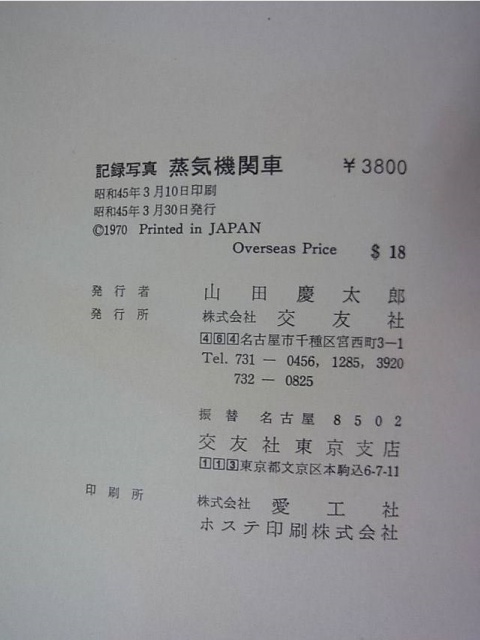 記録写真 蒸気機関車 ￥3800
昭和45年3月10日印刷
昭和45年3月30日発行
©1970 Printed in JAPAN
Overseas Price $ 18
発行者 山田慶太郎
発行所 株式会社 交友社
464名古屋市千種区宮西町3−1
Tel. 731 — 0456, 1285, 3920
732 — 0825
振替 名古屋 8502
交友社東京支店
113東京都文京区本駒込6-7-11
印刷所 株式会社 愛工社
ホステ印刷株式会社